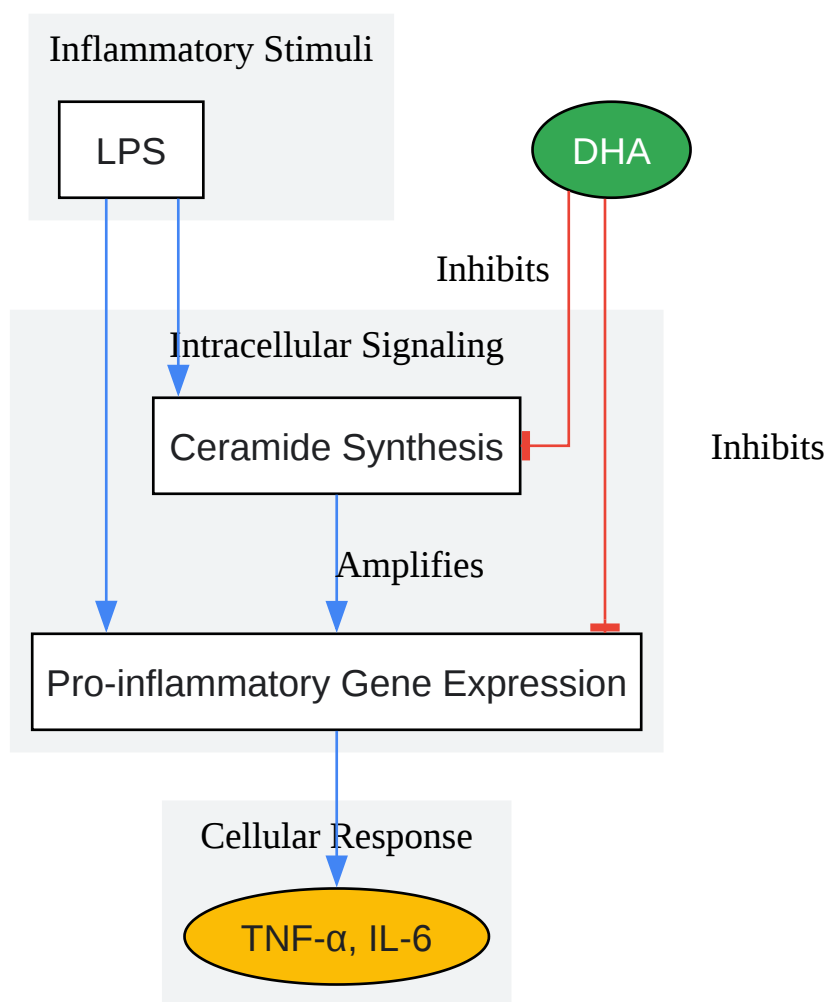 Inflammatory Stimuli
LPS
DHA
Inhibits
Intracellular Signaling
Ceramide Synthesis
Inhibits
Amplifies
Pro-inflammatory Gene Expression
Cellular Response
TNF-α, IL-6